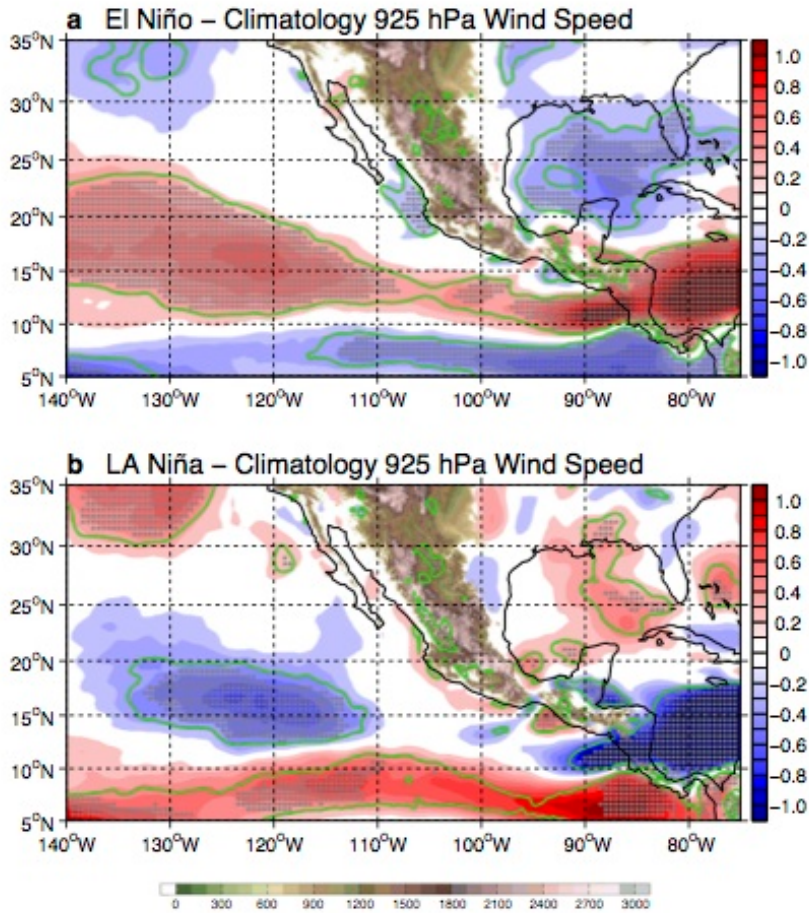 a El Niño – Climatology 925 hPa Wind Speed
35°N
30°N
25°N
20°N
15°N
10°N
5°N
140°W 130°W 120°W 110°W 100°W 90°W 80°W
1.0
0.8
0.6
0.4
0.2
0
−0.2
−0.4
−0.6
−0.8
−1.0
b LA Niña – Climatology 925 hPa Wind Speed
35°N
30°N
25°N
20°N
15°N
10°N
5°N
140°W 130°W 120°W 110°W 100°W 90°W 80°W
1.0
0.8
0.6
0.4
0.2
0
−0.2
−0.4
−0.6
−0.8
−1.0
0 300 600 900 1200 1500 1800 2100 2400 2700 3000